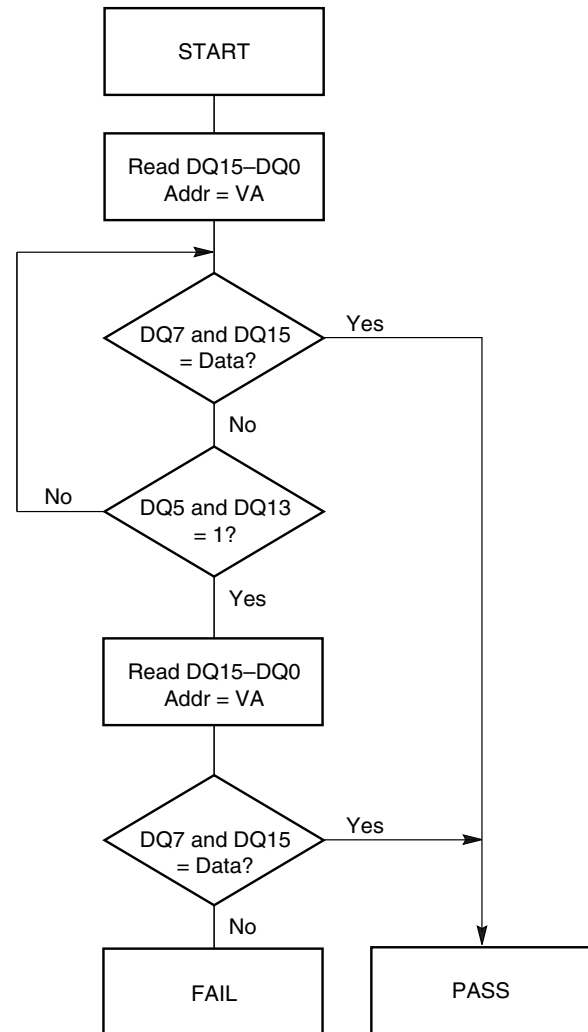 START
Read DQ15–DQ0
Addr = VA
DQ7 and DQ15
= Data?
Yes
No
No
DQ5 and DQ13
= 1?
Yes
Read DQ15–DQ0
Addr = VA
DQ7 and DQ15
= Data?
Yes
No
FAIL
PASS